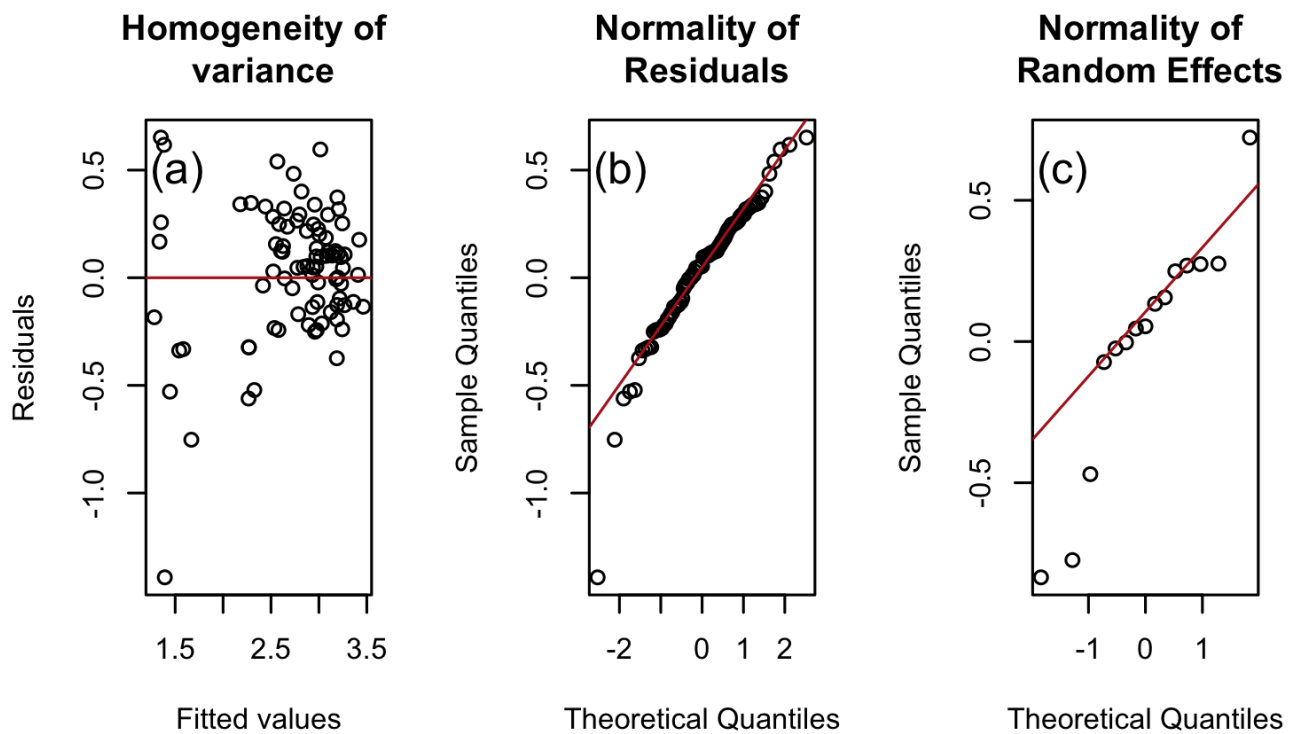 Homogeneity of
variance
Residuals
0.5
0.0
-0.5
-1.0
(a)
1.5
2.5
3.5
Fitted values
Normality of
Residuals
Sample Quantiles
0.5
0.0
-0.5
-1.0
(b)
-2
0
1
2
Theoretical Quantiles
Normality of
Random Effects
Sample Quantiles
0.5
0.0
-0.5
(c)
-1
0
1
Theoretical Quantiles